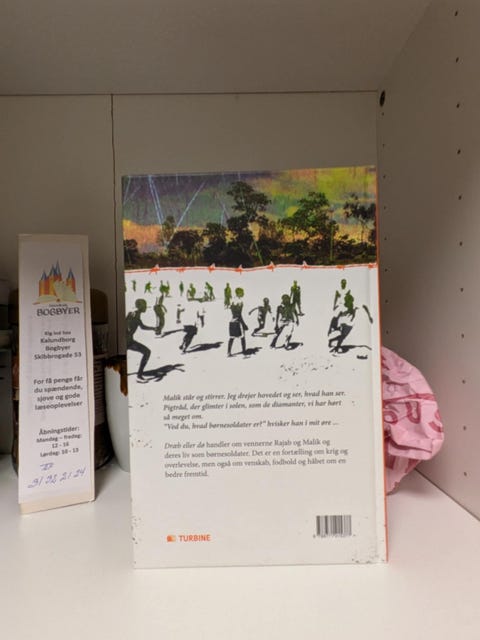 BOGBYER
Kig ind hos
Kalundborg
Bogbyer
Skibbrogade 53
For få penge får
du spændende,
sjove og gode
læseoplevelser
Åbningstider:
Mandag – fredag:
12 - 16
Lørdag: 10 - 13
Malik står og stirrer. Jeg drejer hovedet og ser, hvad han ser.
Pigtråd, der glimter i solen, som de diamanter, vi har hørt
så meget om.
"Ved du, hvad børnesoldater er?" hvisker han i mit øre ...
Dræb eller dø handler om vennerne Rajab og Malik og
deres liv som børnesoldater. Det er en fortælling om krig og
overlevelse, men også om venskab, fodbold og håbet om en
bedre fremtid.
TURBINE